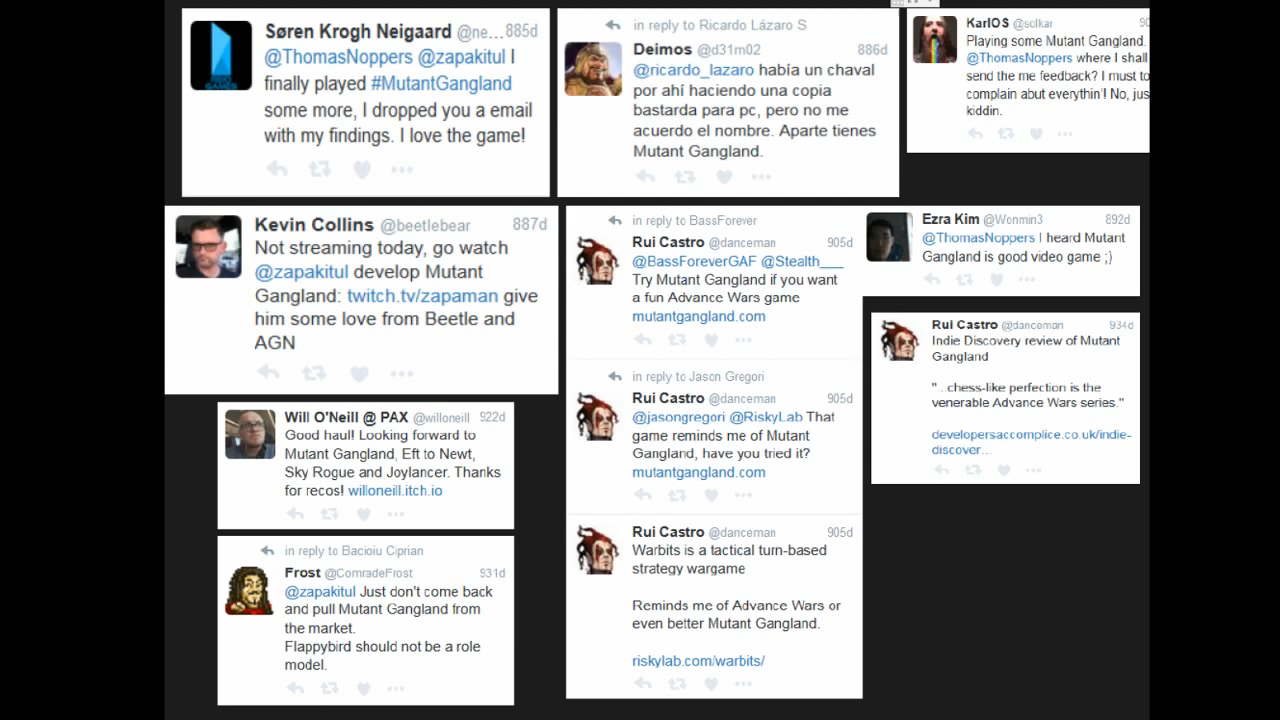 Søren Krogh Neigaard @ne... 885d
@ThomasNoppers @zapakitul I
finally played #MutantGangland
some more, I dropped you a email
with my findings. I love the game!
in reply to Ricardo Lázaro S
Deimos @d31m02 886d
@ricardo_lazaro había un chaval
por ahí haciendo una copia
bastarda para pc, pero no me
acuerdo el nombre. Aparte tienes
Mutant Gangland.
KarlOS @solkar 90
Playing some Mutant Gangland.
@ThomasNoppers where I shall
send the me feedback? I must to
complain abut everythin'! No, jus
kiddin.
Kevin Collins @beetlebear 887d
Not streaming today, go watch
@zapakitul develop Mutant
Gangland: twitch.tv/zapaman give
him some love from Beetle and
AGN
in reply to BassForever
Rui Castro @danceman 905d
@BassForeverGAF @Stealth___
Try Mutant Gangland if you want
a fun Advance Wars game
mutantgangland.com
Ezra Kim @Wonmin3 892d
@ThomasNoppers I heard Mutant
Gangland is good video game ;)
Rui Castro @danceman 934d
Indie Discovery review of Mutant
Gangland
"...chess-like perfection is the
venerable Advance Wars series."
developersaccomplice.co.uk/indie-
discover...
in reply to Jason Gregori
Rui Castro @danceman 905d
@jasongregori @RiskyLab That
game reminds me of Mutant
Gangland, have you tried it?
mutantgangland.com
Will O'Neill @ PAX @willoneill 922d
Good haul! Looking forward to
Mutant Gangland, Eft to Newt,
Sky Rogue and Joylancer. Thanks
for recos! willoneill.itch.io
Rui Castro @danceman 905d
Warbits is a tactical turn-based
strategy wargame
Reminds me of Advance Wars or
even better Mutant Gangland.
riskylab.com/warbits/
in reply to Bacioiu Ciprian
Frost @ComradeFrost 931d
@zapakitul Just don't come back
and pull Mutant Gangland from
the market.
Flappybird should not be a role
model.